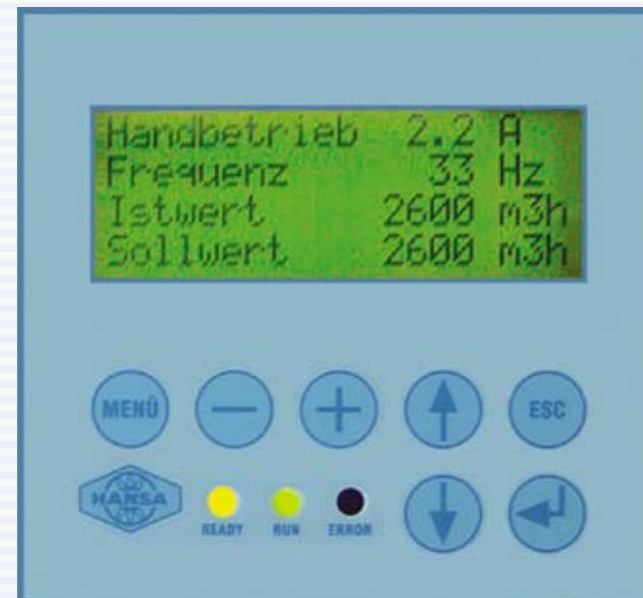 Handbetrieb 2.2 A
Frequenz 33 Hz
Istwert 2600 m3h
Sollwert 2600 m3h
MENÜ
ESC
HANSA
READY RUN ERROR